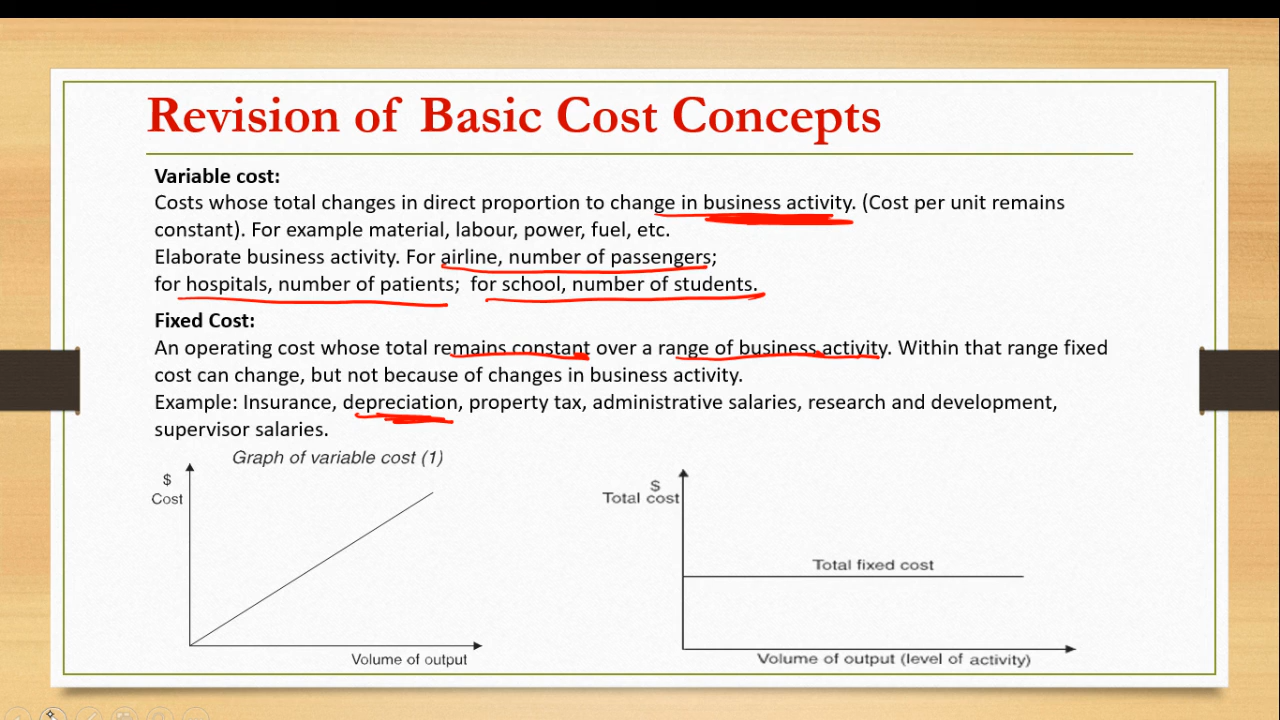 Revision of Basic Cost Concepts
Variable cost:
Costs whose total changes in direct proportion to change in business activity. (Cost per unit remains
constant). For example material, labour, power, fuel, etc.
Elaborate business activity. For airline, number of passengers;
for hospitals, number of patients;  for school, number of students.
Fixed Cost:
An operating cost whose total remains constant over a range of business activity. Within that range fixed
cost can change, but not because of changes in business activity.
Example: Insurance, depreciation, property tax, administrative salaries, research and development,
supervisor salaries.
Graph of variable cost (1)
$
Cost
Volume of output
$
Total cost
Total fixed cost
Volume of output (level of activity)